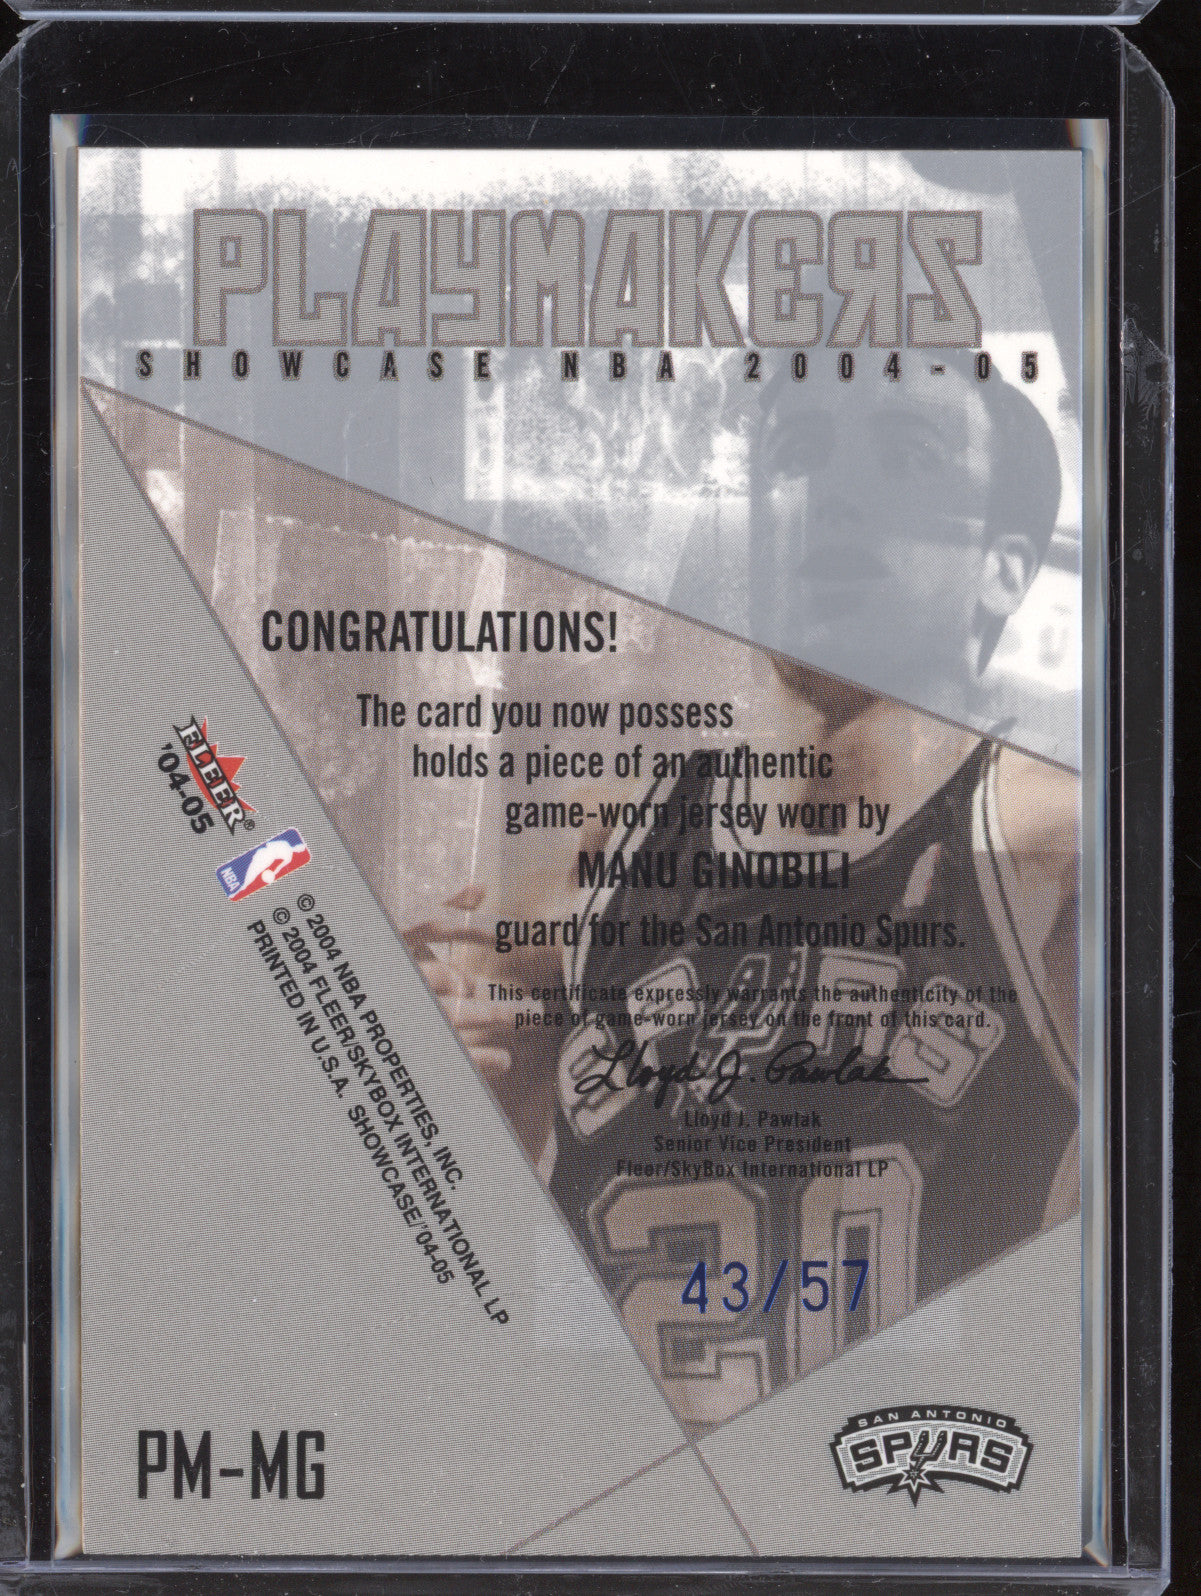 PLAYMAKERS
SHOWCASE NBA 2004-05
CONGRATULATIONS!
The card you now possess
holds a piece of an authentic
game-worn jersey worn by
MANU GINOBILI
guard for the San Antonio Spurs.
This certificate expressly warrants the authenticity of the
piece of game-worn jersey on the front of this card.
Lloyd J. Pawlak
Lloyd J. Pawlak
Senior Vice President
Fleer/SkyBox International LP
FLEER®
'04-05
NBA
© 2004 NBA PROPERTIES, INC.
© 2004 FLEER/SKYBOX INTERNATIONAL LP
PRINTED IN U.S.A. SHOWCASE/'04-05
SPURS
20
43/57
PM-MG
SAN ANTONIO
SPURS